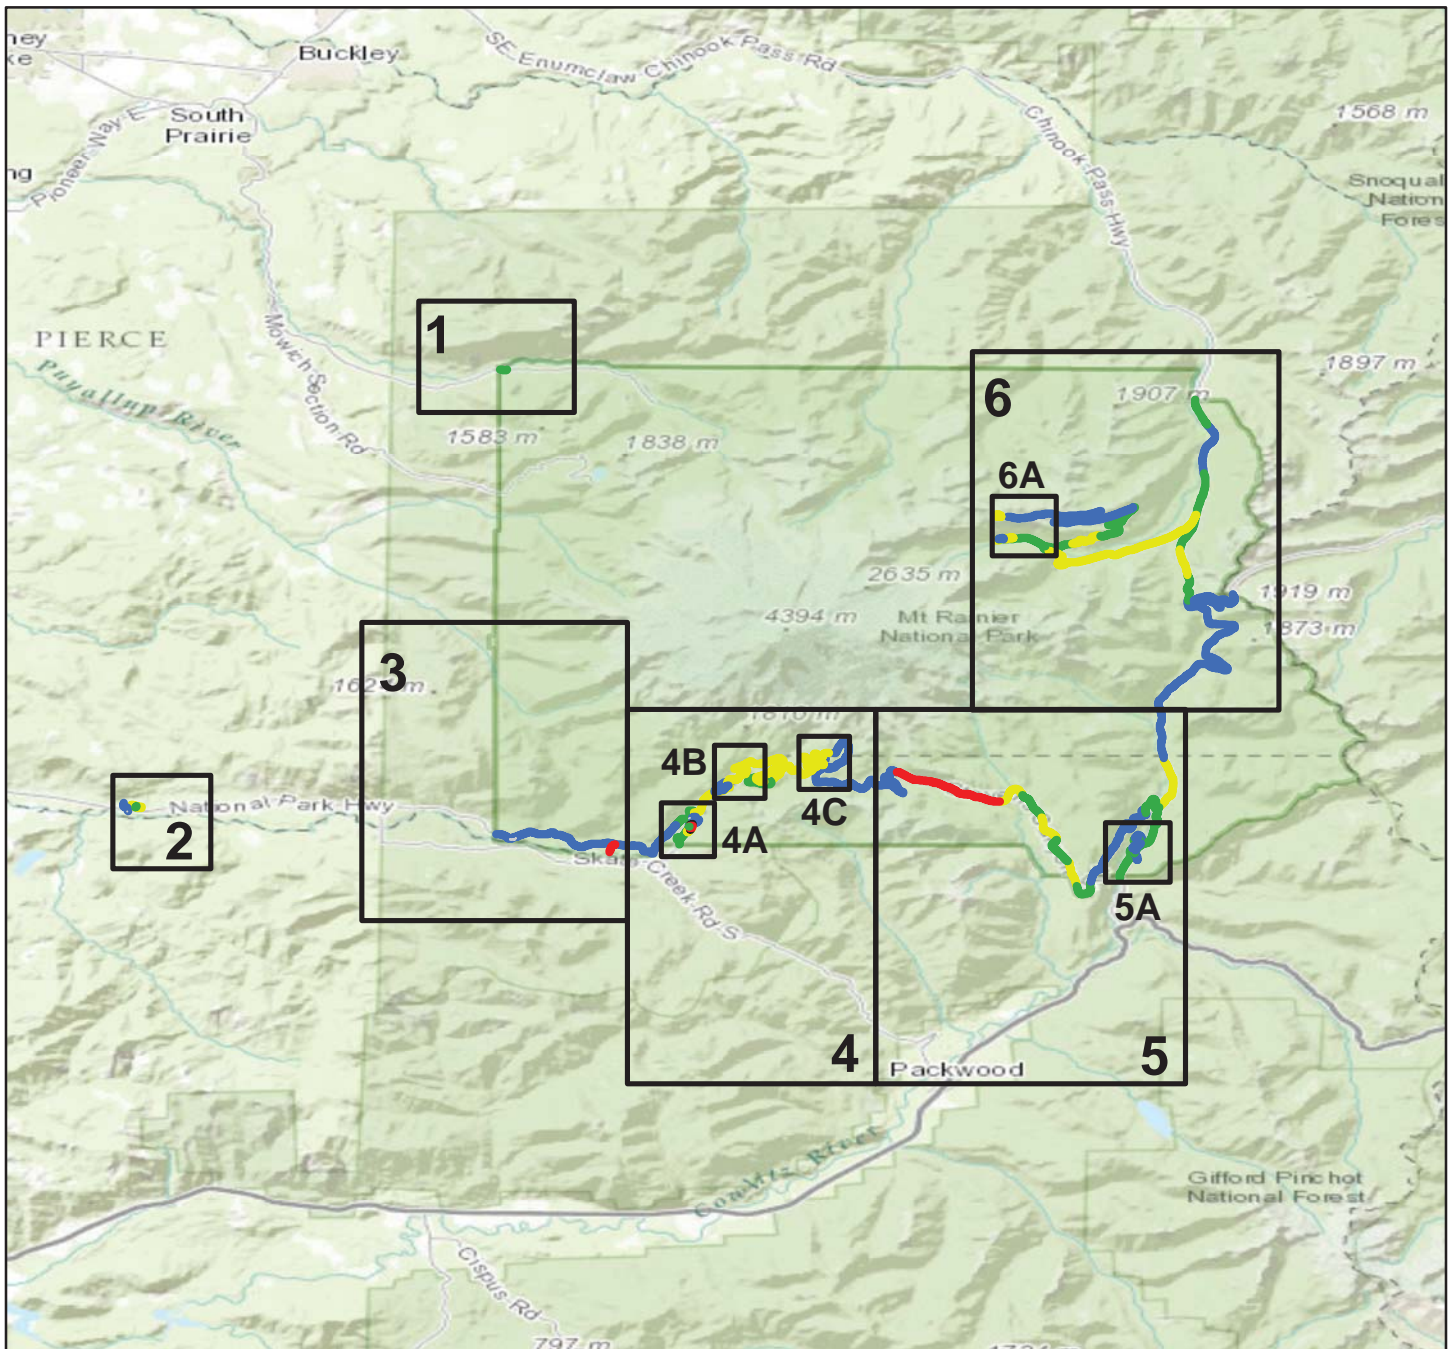 Buckley
SE Enumclaw Chinook Pass Rd
South
Prairie
Pioneer Way E
Chinook Pass Hwy
1568 m
Snoqual
Nation
Fores
PIERCE
Puyallup River
Mowich Section Rd
1
1583 m
1838 m
6
1907 m
1897 m
6A
2635 m
4394 m
Mt Rainier
National Park
1919 m
1873 m
3
1810 m
4B
4C
4A
National Park Hwy
2
Skate Creek Rd S
5A
4
5
Packwood
Cowlitz River
Gifford Pinchot
National Forest
Cispus Rd
797 m